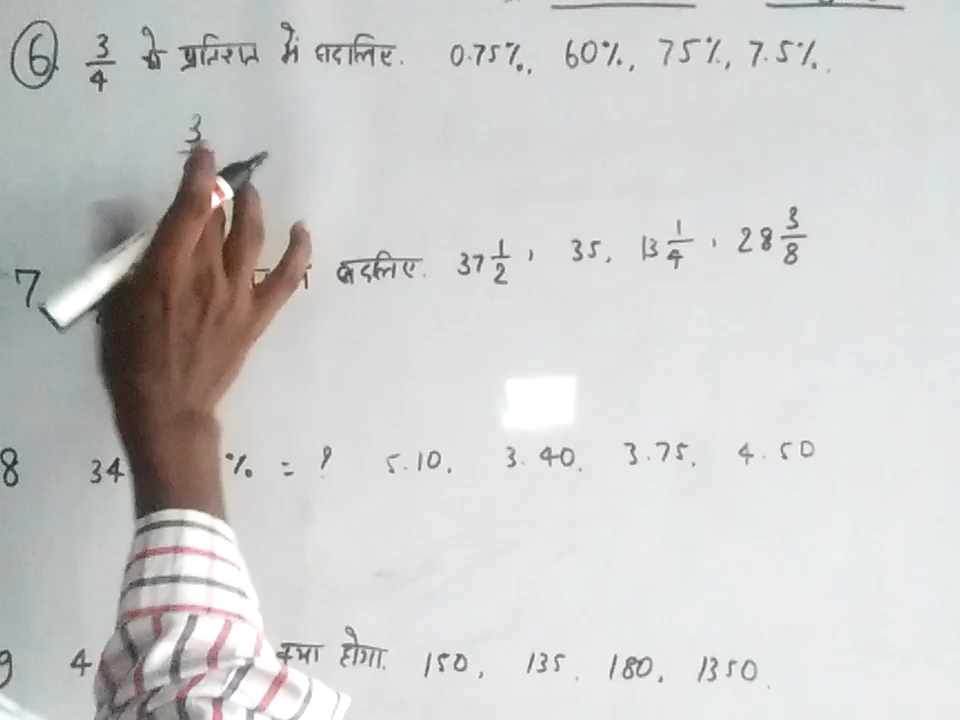 6. 3/4 को प्रतिशत में बदलिए. 0.75%, 60%, 75%, 7.5%.
3
7 बदलिए. 37 1/2, 35, 13 1/4, 28 3/8
8 34 % = ? 5.10, 3.40, 3.75, 4.50
9 4 क्या होगा. 150, 135, 180, 1350.